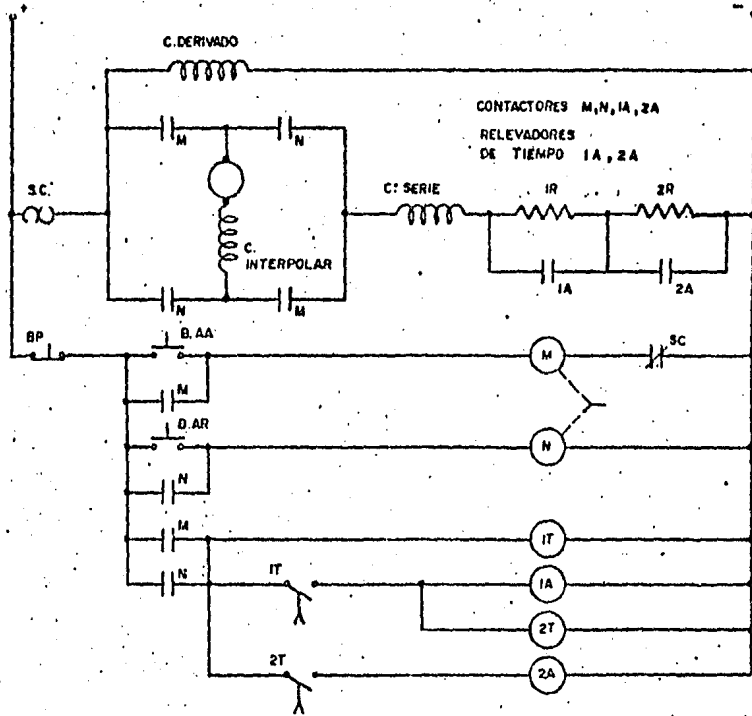 +
-
C. DERIVADO
CONTACTORES M,N,1A,2A
RELEVADORES
DE TIEMPO 1A,2A
M
N
S.C.
Cº SERIE
1R
2R
C.
INTERPOLAR
N
M
1A
2A
BP
B. AA
M
SC
M
D. AR
N
N
M
1T
N
1T
1A
2T
2T
2A